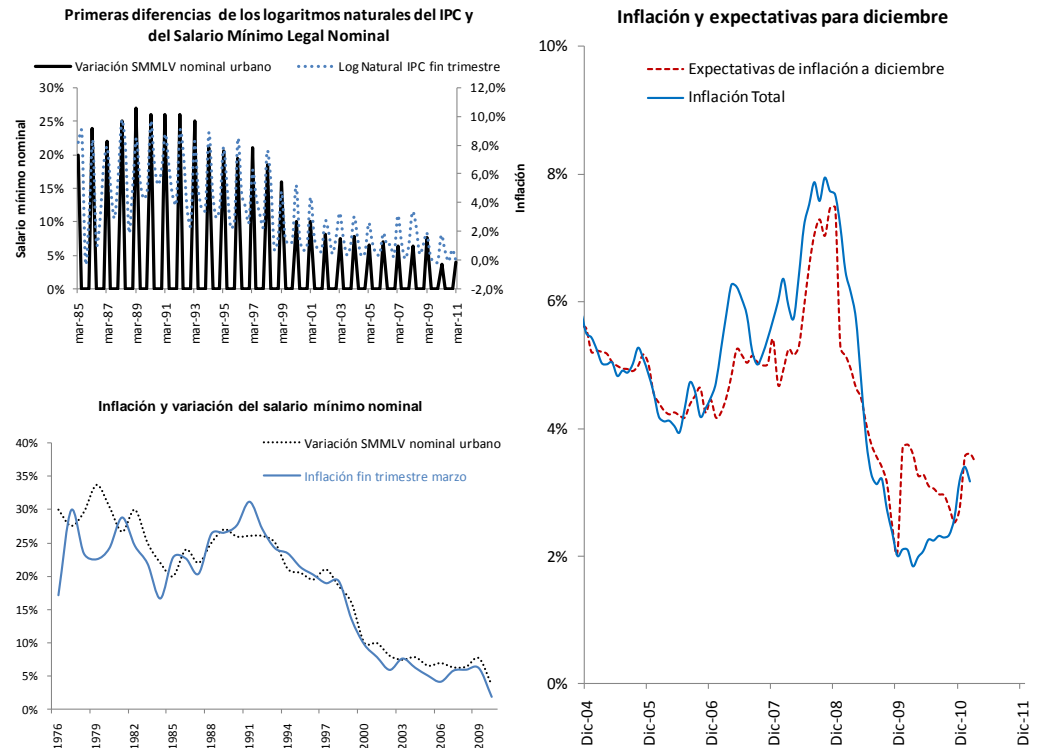 Primeras diferencias de los logaritmos naturales del IPC y
del Salario Mínimo Legal Nominal
Variación SMMLV nominal urbano
Log Natural IPC fin trimestre
Salario mínimo nominal
30%
25%
20%
15%
10%
5%
0%
12,0%
10,0%
8,0%
6,0%
4,0%
2,0%
0,0%
-2,0%
Inflación
mar-85
mar-87
mar-89
mar-91
mar-93
mar-95
mar-97
mar-99
mar-01
mar-03
mar-05
mar-07
mar-09
mar-11
Inflación y variación del salario mínimo nominal
Variación SMMLV nominal urbano
Inflación fin trimestre marzo
40%
35%
30%
25%
20%
15%
10%
5%
0%
1976
1979
1982
1985
1988
1991
1994
1997
2000
2003
2006
2009
Inflación y expectativas para diciembre
Expectativas de inflación a diciembre
Inflación Total
10%
8%
6%
4%
2%
0%
Dic-04
Dic-05
Dic-06
Dic-07
Dic-08
Dic-09
Dic-10
Dic-11